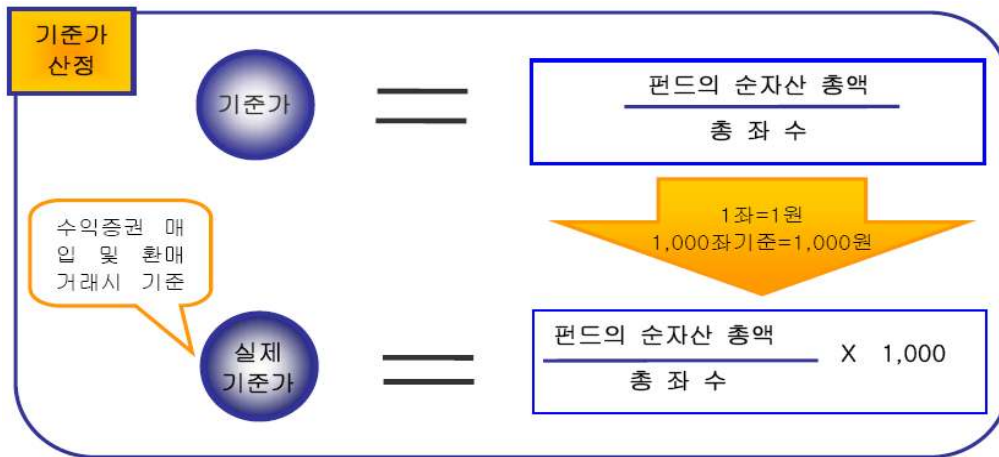 기준가
산정
기준가
펀드의 순자산 총액
총 좌 수
1좌=1원
1,000좌기준=1,000원
수익증권 매
입 및 환매
거래시 기준
실제
기준가
펀드의 순자산 총액
총 좌 수
X 1,000